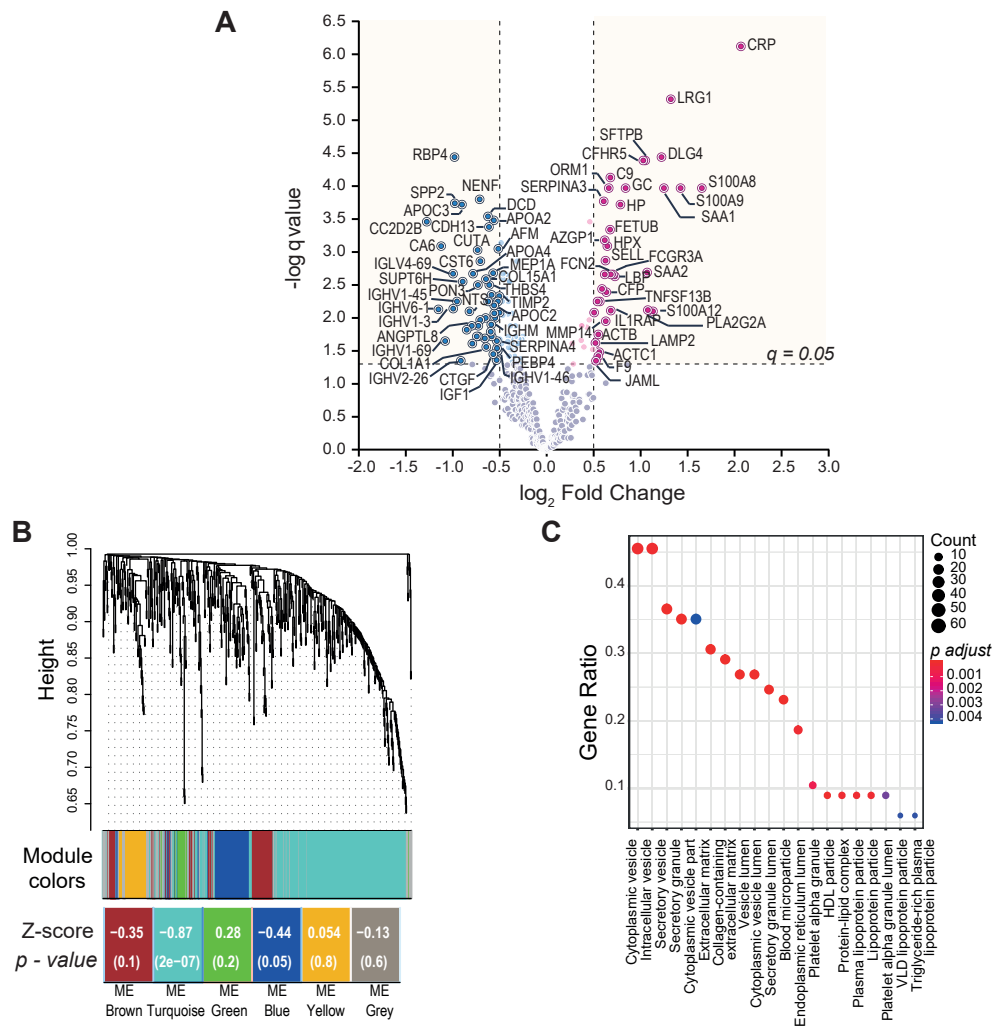 A
6.5
6.0
5.5
5.0
4.5
4.0
3.5
3.0
2.5
2.0
1.5
1.0
0.5
0.0
-log q value
-2.0 -1.5 -1.0 -0.5 0.0 0.5 1.0 1.5 2.0 2.5 3.0
log2 Fold Change
q = 0.05
CRP
LRG1
SFTPB
CFHR5
DLG4
ORM1
C9
SERPINA3
GC
S100A8
S100A9
SAA1
HP
FETUB
AZGP1
HPX
SELL
FCN2
FCGR3A
LBP
SAA2
CFP
TNFSF13B
S100A12
PLA2G2A
IL1RAP
MMP14
ACTB
LAMP2
ACTC1
F9
JAML
RBP4
SPP2
NENF
APOC3
DCD
CC2D2B
CDH13
APOA2
AFM
CA6
CUTA
APOA4
CST6
IGLV4-69
MEP1A
SUPT6H
COL15A1
PON3
IGHV1-45
THBS4
NTS
IGHV6-1
TIMP2
IGHV1-3
APOC2
ANGPTL8
IGHM
IGHV1-69
SERPINA4
COL1A1
PEBP4
IGHV2-26
CTGF
IGHV1-46
IGF1
B
1.00
0.95
0.90
0.85
0.80
0.75
0.70
0.65
Height
Module
colors
Z-score
p - value
−0.35 −0.87 0.28 −0.44 0.054 −0.13
(0.1) (2e−07) (0.2) (0.05) (0.8) (0.6)
ME ME ME ME ME ME
Brown Turquoise Green Blue Yellow Grey
C
Gene Ratio
0.4
0.3
0.2
0.1
Count
10
20
30
40
50
60
p adjust
0.001
0.002
0.003
0.004
Cytoplasmic vesicle
Intracellular vesicle
Secretory vesicle
Secretory granule
Cytoplasmic vesicle part
Extracellular matrix
Collagen-containing
extracellular matrix
Vesicle lumen
Cytoplasmic vesicle lumen
Secretory granule lumen
Blood microparticle
Endoplasmic reticulum lumen
Platelet alpha granule
HDL particle
Protein-lipid complex
Plasma lipoprotein particle
Lipoprotein particle
Platelet alpha granule lumen
VLD lipoprotein particle
Triglyceride-rich plasma
lipoprotein particle